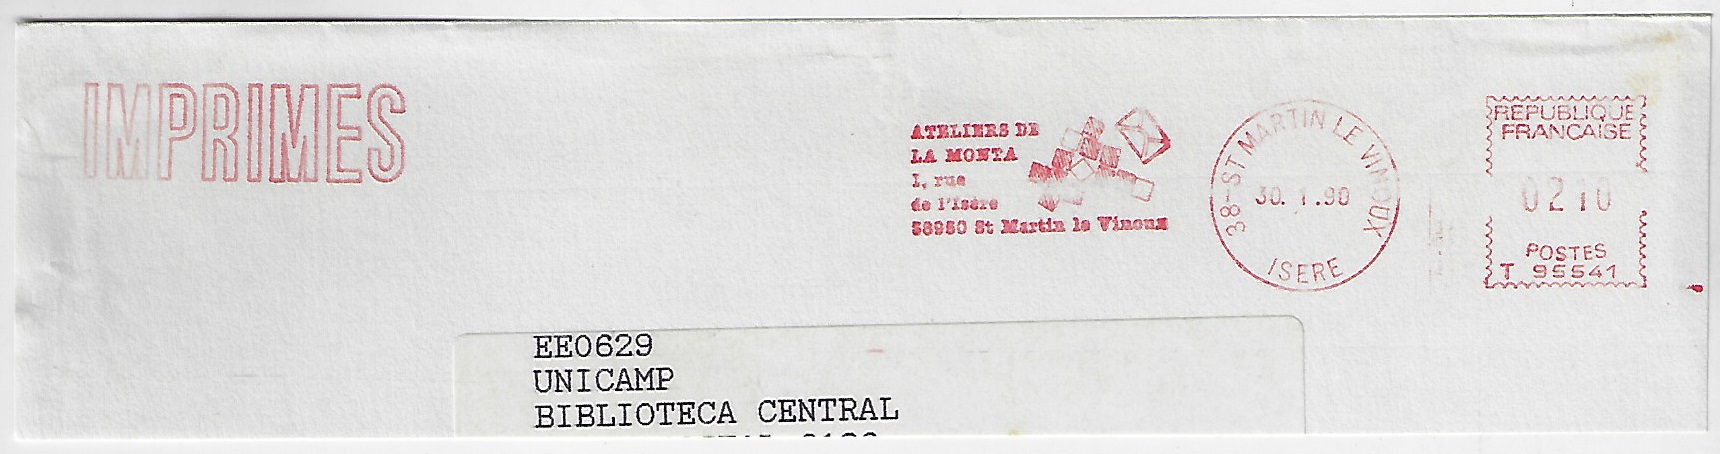 IMPRIMES
ATELIERS DE
LA MONTA
1, rue
de l'Isère
38950 St Martin le Vinoux
38-ST MARTIN LE VINOUX
30. 1.90
ISERE
REPUBLIQUE
FRANCAISE
0210
POSTES
T 95541
EE0629
UNICAMP
BIBLIOTECA CENTRAL